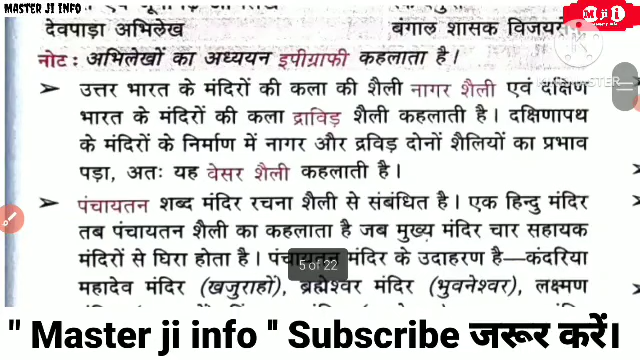 MASTER JI INFO
Mji
देवपाड़ा अभिलेख
बंगाल शासक
नोट: अभिलेखों का अध्ययन इपीग्राफी कहलाता है।
➤ उत्तर भारत के मंदिरों की कला की शैली नागर शैली एवं दक्षिण
भारत के मंदिरों की कला द्राविड़ शैली कहलाती है। दक्षिणापथ
के मंदिरों के निर्माण में नागर और द्रविड़ दोनों शैलियों का प्रभाव
पड़ा, अतः यह वेसर शैली कहलाती है।
➤ पंचायतन शब्द मंदिर रचना शैली से संबंधित है। एक हिन्दु मंदिर
तब पंचायतन शैली का कहलाता है जब मुख्य मंदिर चार सहायक
मंदिरों से घिरा होता है। पंचायतन मंदिर के उदाहरण है—कंदरिया
5 of 22
महादेव मंदिर (खजुराहों), ब्रह्मेश्वर मंदिर (भुवनेश्वर), लक्ष्मण
" Master ji info " Subscribe जरूर करें।